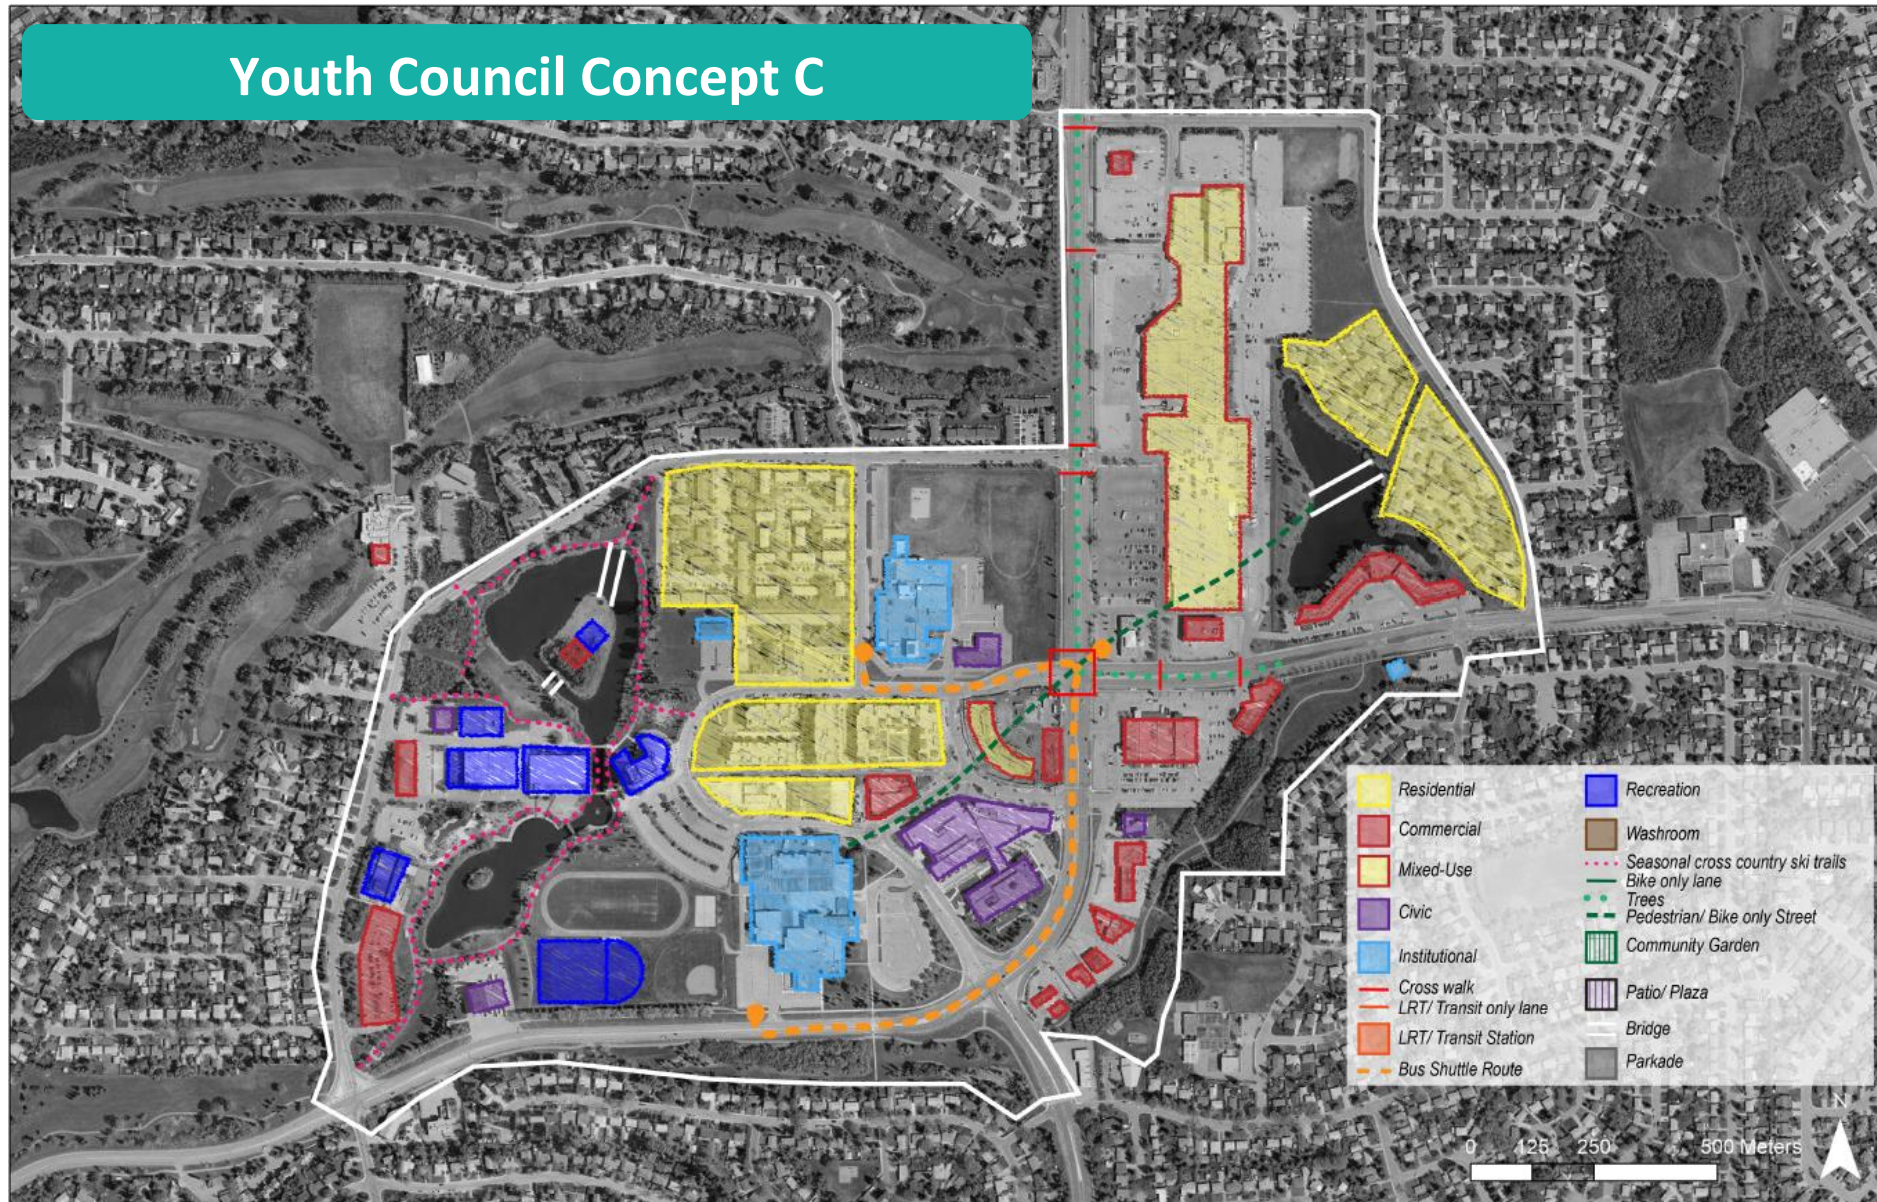 Youth Council Concept C
Residential
Commercial
Mixed-Use
Civic
Institutional
Cross walk
LRT/ Transit only lane
LRT/ Transit Station
Bus Shuttle Route
Recreation
Washroom
Seasonal cross country ski trails
Bike only lane
Trees
Pedestrian/ Bike only Street
Community Garden
Patio/ Plaza
Bridge
Parkade
N
0 125 250 500 Meters